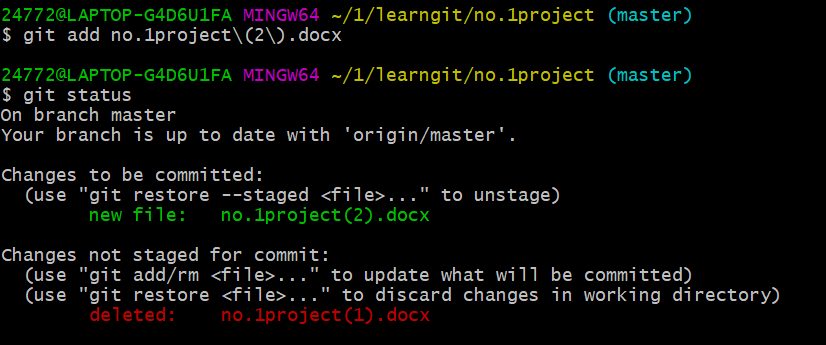 24772@LAPTOP-G4D6U1FA MINGW64 ~/1/learngit/no.1project (master)
$ git add no.1project\(2\).docx
24772@LAPTOP-G4D6U1FA MINGW64 ~/1/learngit/no.1project (master)
$ git status
On branch master
Your branch is up to date with 'origin/master'.
Changes to be committed:
  (use "git restore --staged <file>..." to unstage)
        new file:   no.1project(2).docx
Changes not staged for commit:
  (use "git add/rm <file>..." to update what will be committed)
  (use "git restore <file>..." to discard changes in working directory)
        deleted:    no.1project(1).docx